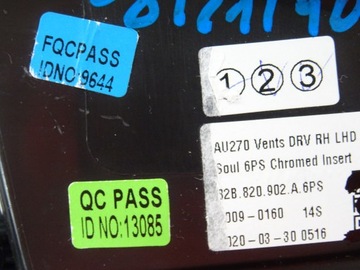 FQCPASS
IDNO:9644
1 2 3
AU270 Vents DRV RH LHD
Soul 6PS Chromed Insert
82B.820.902.A.6PS
009-0160 14S
020-03-30 0516
QC PASS
ID NO:13085